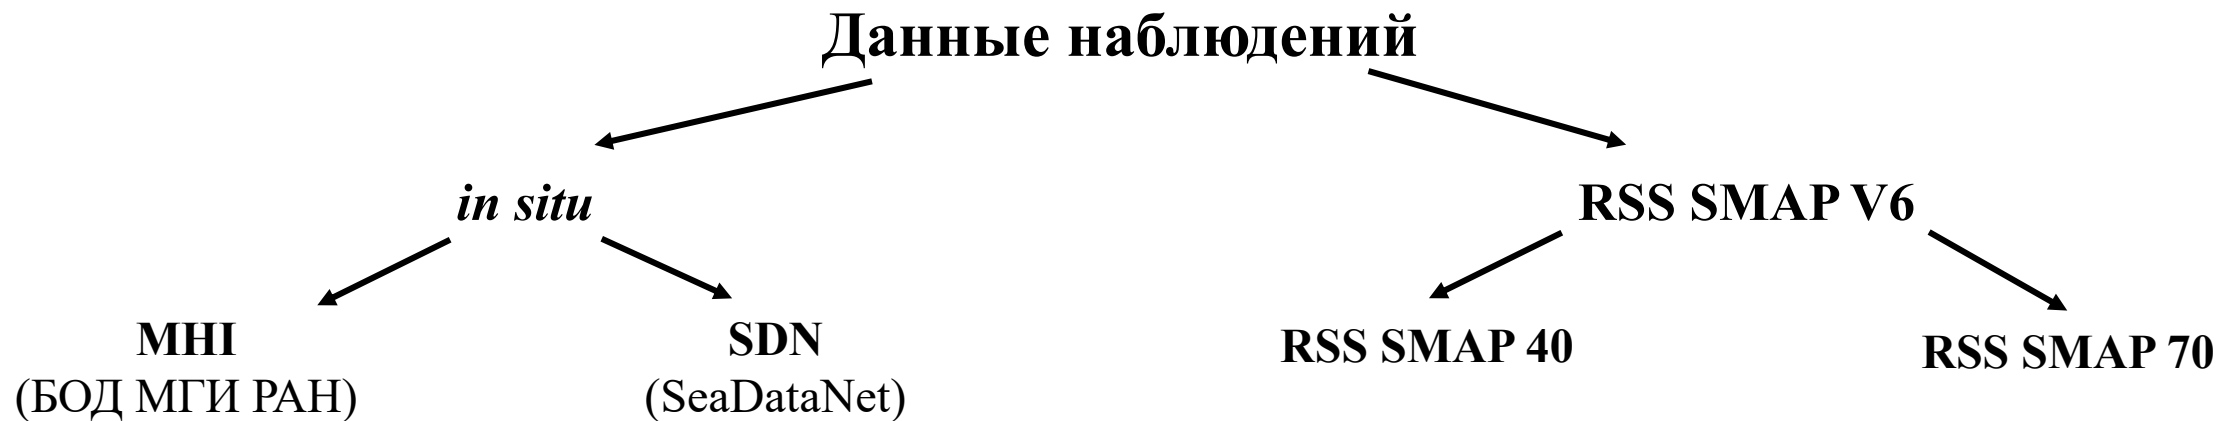 Данные наблюдений
in situ
RSS SMAP V6
MHI
(БОД МГИ РАН)
SDN
(SeaDataNet)
RSS SMAP 40
RSS SMAP 70